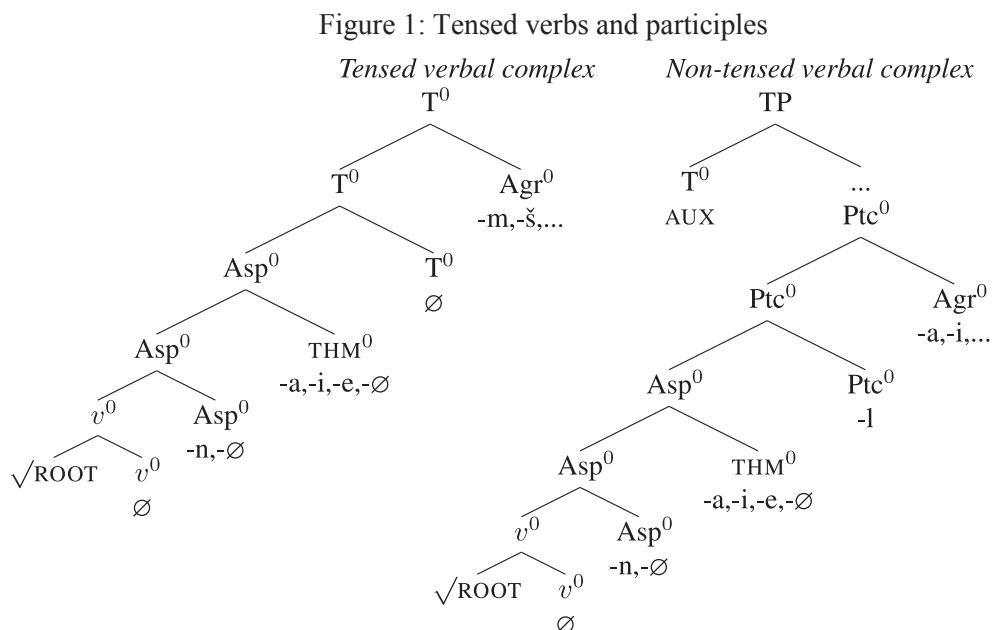 Figure 1: Tensed verbs and participles
Tensed verbal complex Non-tensed verbal complex
T⁰ TP
T⁰ Agr⁰ T⁰ ...
-m,-š,... AUX Ptc⁰
Asp⁰ T⁰
∅ Ptc⁰ Agr⁰
-a,-i,...
Asp⁰ THM⁰
-a,-i,-e,-∅ Asp⁰ Ptc⁰
-l
v⁰ Asp⁰
-n,-∅
√ROOT v⁰ Asp⁰ THM⁰
∅ -a,-i,-e,-∅
v⁰ Asp⁰
-n,-∅
√ROOT v⁰
∅